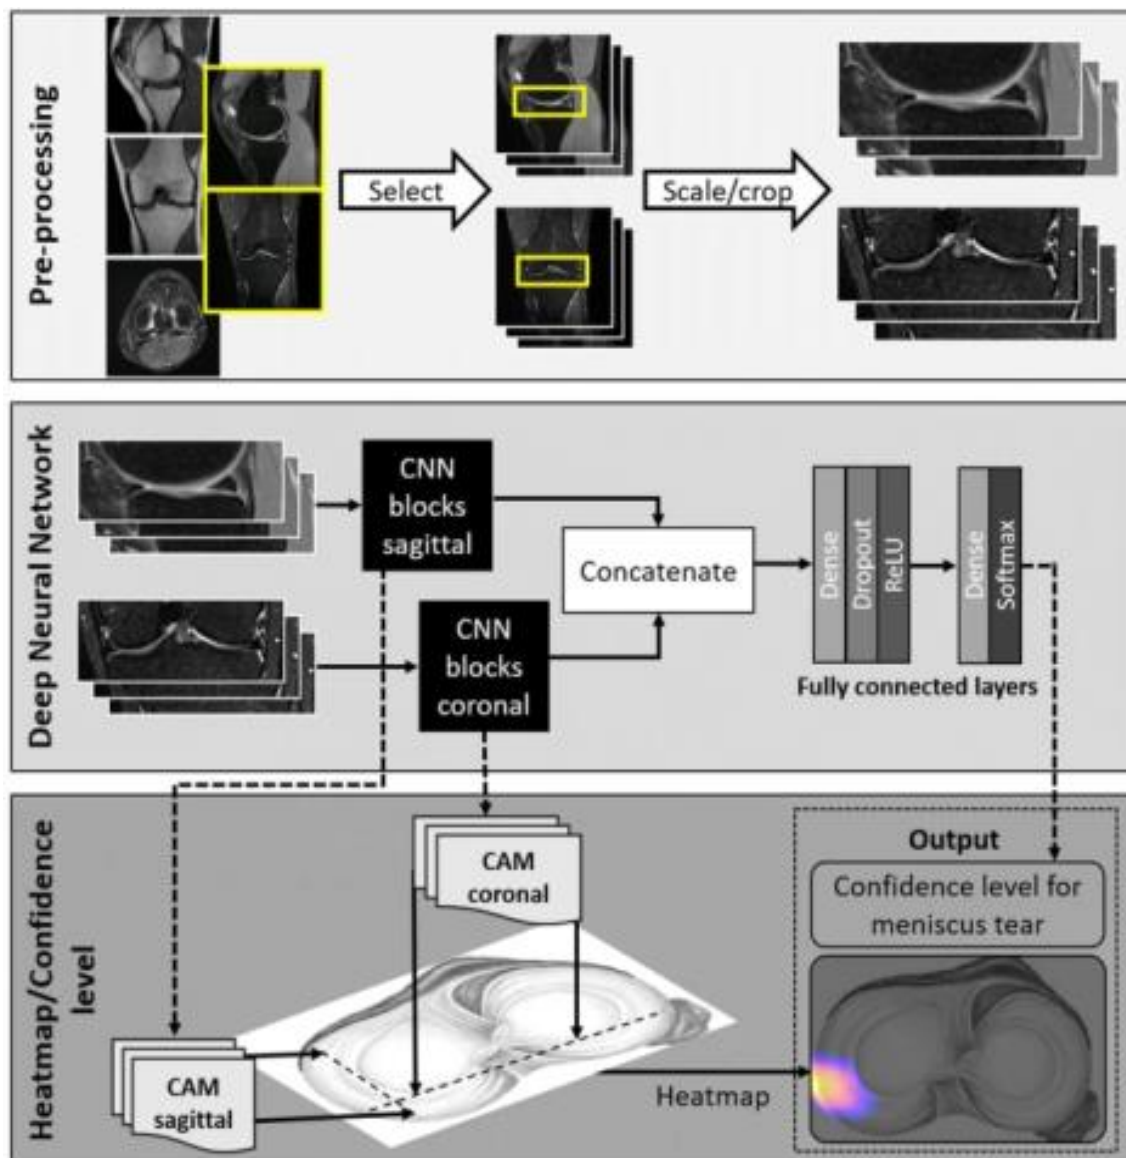 Pre-processing
Select
Scale/crop
Deep Neural Network
CNN
blocks
sagittal
CNN
blocks
coronal
Concatenate
Dense
Dropout
ReLU
Dense
Softmax
Fully connected layers
Heatmap/Confidence
level
CAM
coronal
CAM
sagittal
Heatmap
Output
Confidence level for
meniscus tear